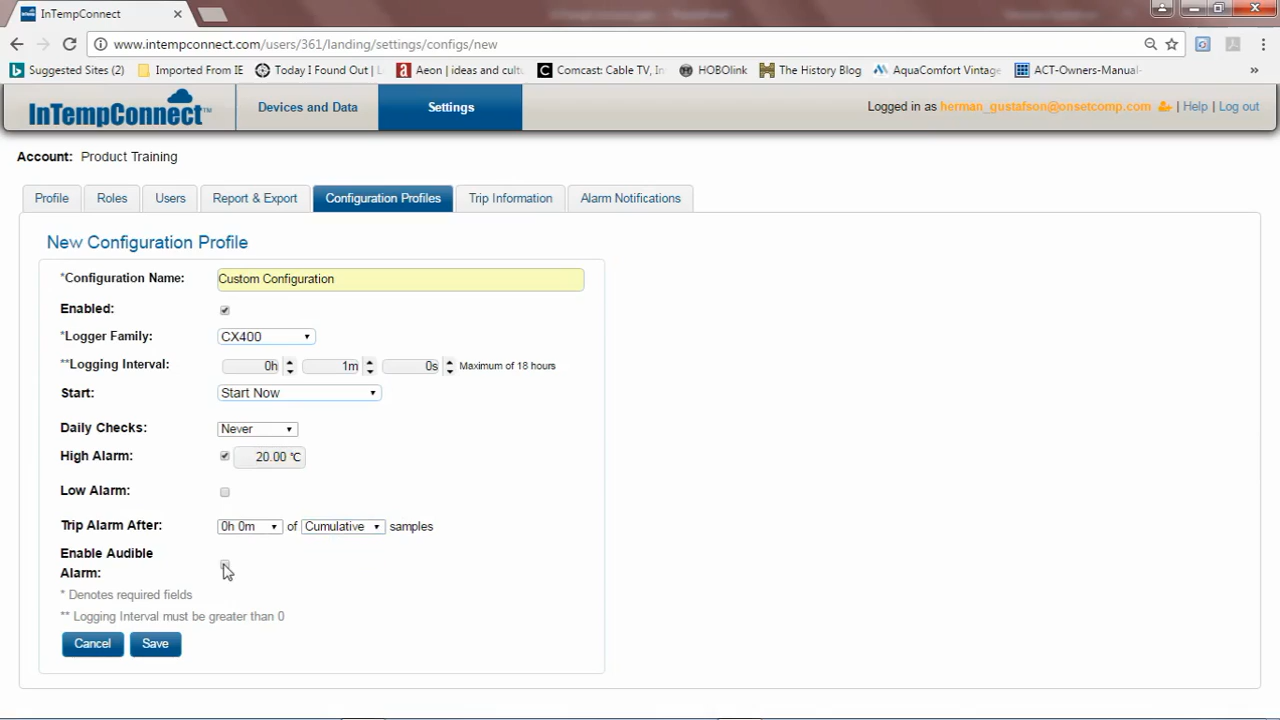 InTempConnect
www.intempconnect.com/users/361/landing/settings/configs/new
Suggested Sites (2) Imported From IE Today I Found Out | L Aeon | ideas and cultu Comcast: Cable TV, In HOBOlink The History Blog AquaComfort Vintage ACT-Owners-Manual- »
InTempConnect™ Devices and Data Settings Logged in as herman_gustafson@onsetcomp.com | Help | Log out
Account: Product Training
Profile Roles Users Report & Export Configuration Profiles Trip Information Alarm Notifications
New Configuration Profile
*Configuration Name: Custom Configuration
Enabled:
*Logger Family: CX400
**Logging Interval: 0h 1m 0s Maximum of 18 hours
Start: Start Now
Daily Checks: Never
High Alarm: 20.00 °C
Low Alarm:
Trip Alarm After: 0h 0m of Cumulative samples
Enable Audible
Alarm:
* Denotes required fields
** Logging Interval must be greater than 0
Cancel Save